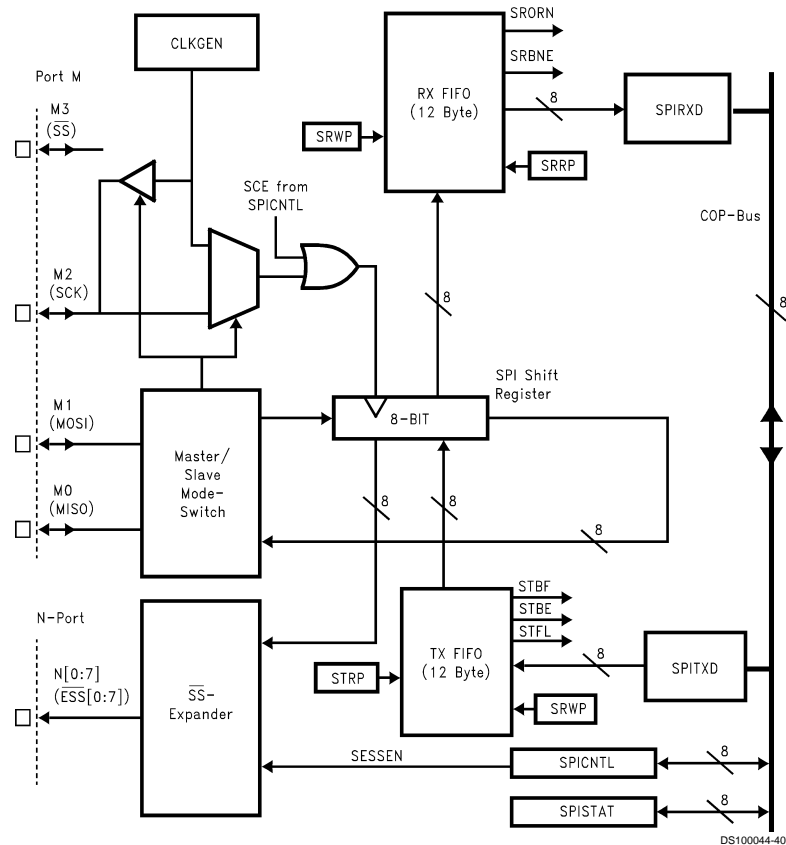 CLKGEN
Port M
M3
(SS)
SCE from
SPICNTL
M2
(SCK)
M1
(MOSI)
M0
(MISO)
Master/
Slave
Mode-
Switch
SRORN
SRBNE
RX FIFO
(12 Byte)
8
SPIRXD
SRWP
SRRP
COP-Bus
8
8
SPI Shift
Register
8-BIT
8
8
8
N-Port
N[0:7]
(ESS[0:7])
SS-
Expander
STBF
STBE
STFL
TX FIFO
(12 Byte)
8
SPITXD
STRP
SRWP
SESSEN
SPICNTL
8
SPISTAT
8
DS100044-40